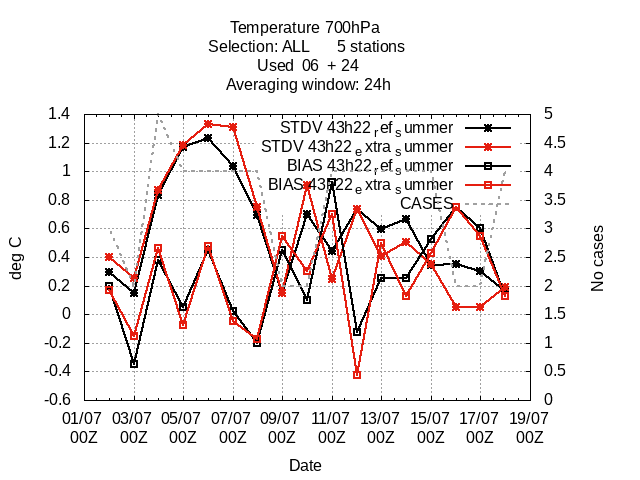 Temperature 700hPa
Selection: ALL 5 stations
Used 06 + 24
Averaging window: 24h
1.4
1.2
1
0.8
0.6
0.4
0.2
0
-0.2
-0.4
-0.6
deg C
5
4.5
4
3.5
3
2.5
2
1.5
1
0.5
0
No cases
STDV 43h22refsummer
STDV 43h22extrasummer
BIAS 43h22refsummer
BIAS 43h22extrasummer
CASES
01/07 03/07 05/07 07/07 09/07 11/07 13/07 15/07 17/07 19/07
00Z 00Z 00Z 00Z 00Z 00Z 00Z 00Z 00Z 00Z
Date